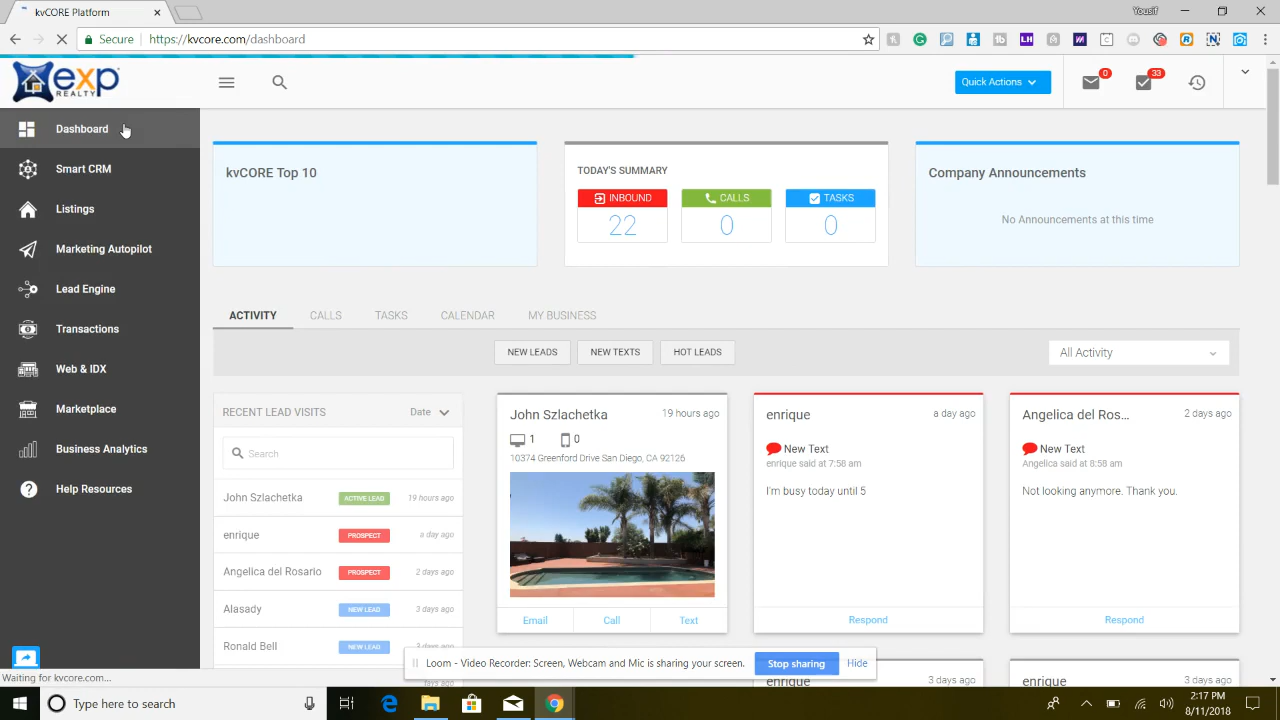 kvCORE Platform
Yousif
Secure https://kvcore.com/dashboard
exp REALTY
Quick Actions
0
33
Dashboard
Smart CRM
Listings
Marketing Autopilot
Lead Engine
Transactions
Web & IDX
Marketplace
Business Analytics
Help Resources
kvCORE Top 10
TODAY'S SUMMARY
INBOUND
22
CALLS
0
TASKS
0
Company Announcements
No Announcements at this time
ACTIVITY CALLS TASKS CALENDAR MY BUSINESS
NEW LEADS NEW TEXTS HOT LEADS All Activity
RECENT LEAD VISITS Date
Search
John Szlachetka ACTIVE LEAD 19 hours ago
enrique PROSPECT a day ago
Angelica del Rosario PROSPECT 2 days ago
Alasady NEW LEAD 3 days ago
Ronald Bell NEW LEAD 3 days ago
days ago
John Szlachetka 19 hours ago
1 0
10374 Greenford Drive San Diego, CA 92126
Email Call Text
enrique a day ago
New Text
enrique said at 7:58 am
I'm busy today until 5
Respond
Angelica del Ros... 2 days ago
New Text
Angelica said at 8:58 am
Not looking anymore. Thank you.
Respond
enrique 3 days ago
enrique 3 days ago
Loom - Video Recorder: Screen, Webcam and Mic is sharing your screen. Stop sharing Hide
Waiting for kvcore.com...
Type here to search
2:17 PM
8/11/2018